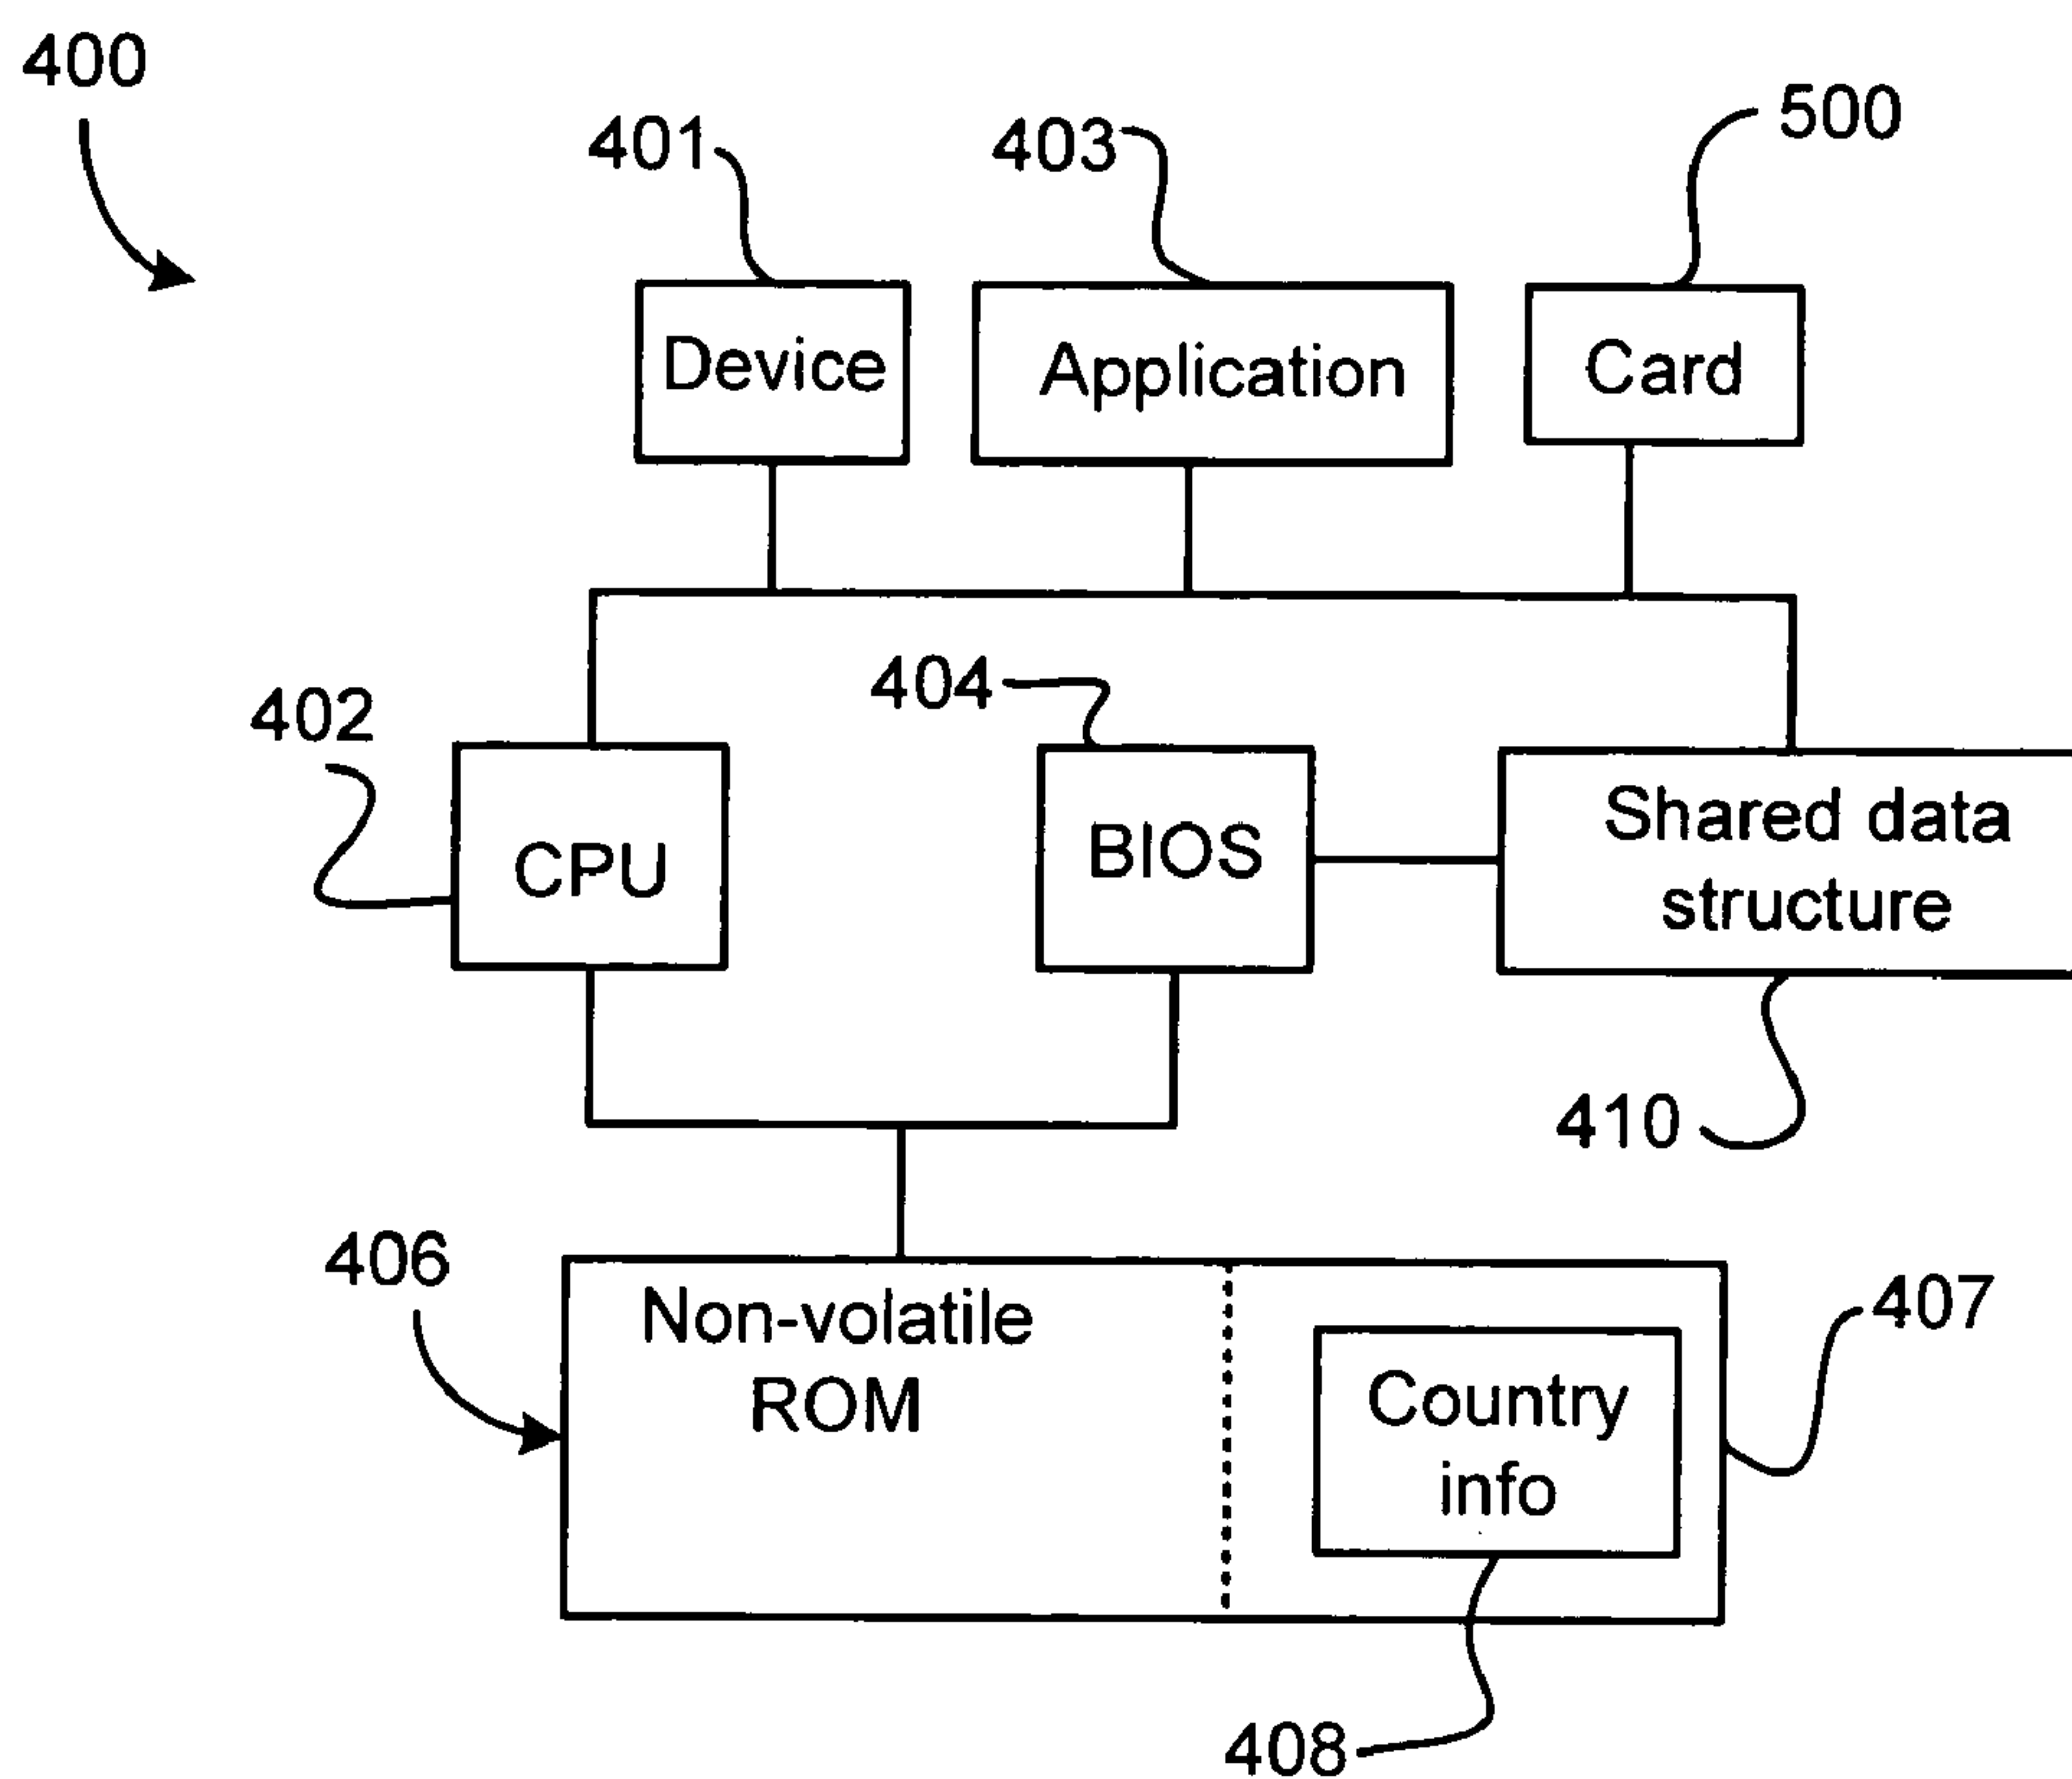 400
401
403
500
Device
Application
Card
402
404
CPU
BIOS
Shared data
structure
410
406
Non-volatile
ROM
407
Country
info
408